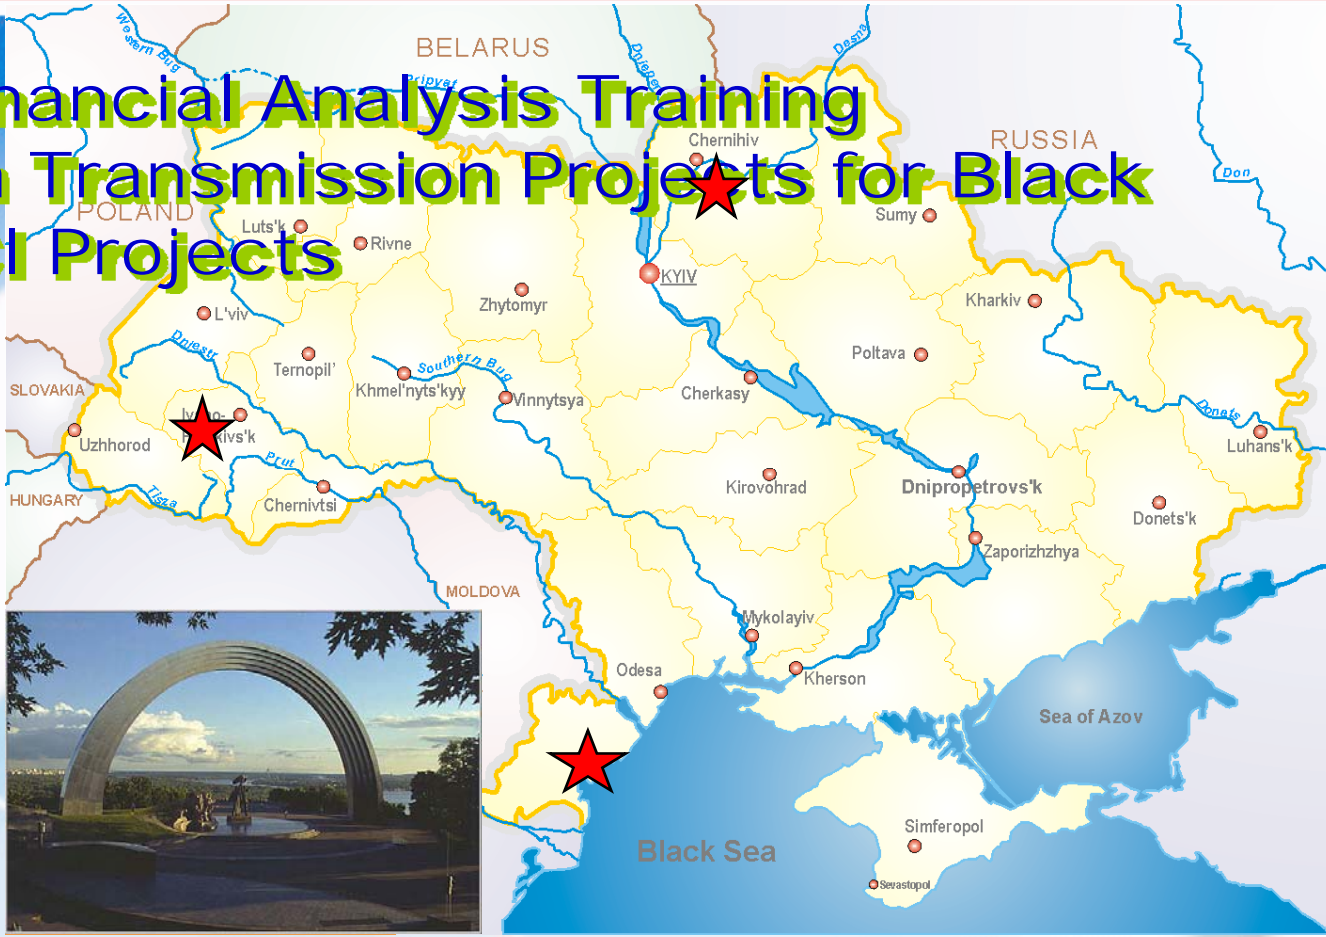 BELARUS
Western Bug
Desna
Dnieper
Pripyat
nancial Analysis Training
Chernihiv
RUSSIA
Transmission Projects for Black
Don
POLAND
Luts'k
Rivne
Sumy
l Projects
KYIV
Zhytomyr
Kharkiv
L'viv
Dniestr
Ternopil'
Southern Bug
Poltava
SLOVAKIA
Khmel'nyts'kyy
Vinnytsya
Cherkasy
Donets
Uzhhorod
Luhans'k
Prut
Kirovohrad
Dnipropetrovs'k
HUNGARY
Tisza
Chernivtsi
Donets'k
Zaporizhzhya
MOLDOVA
Mykolayiv
Odesa
Kherson
Sea of Azov
Simferopol
Black Sea
Sevastopol